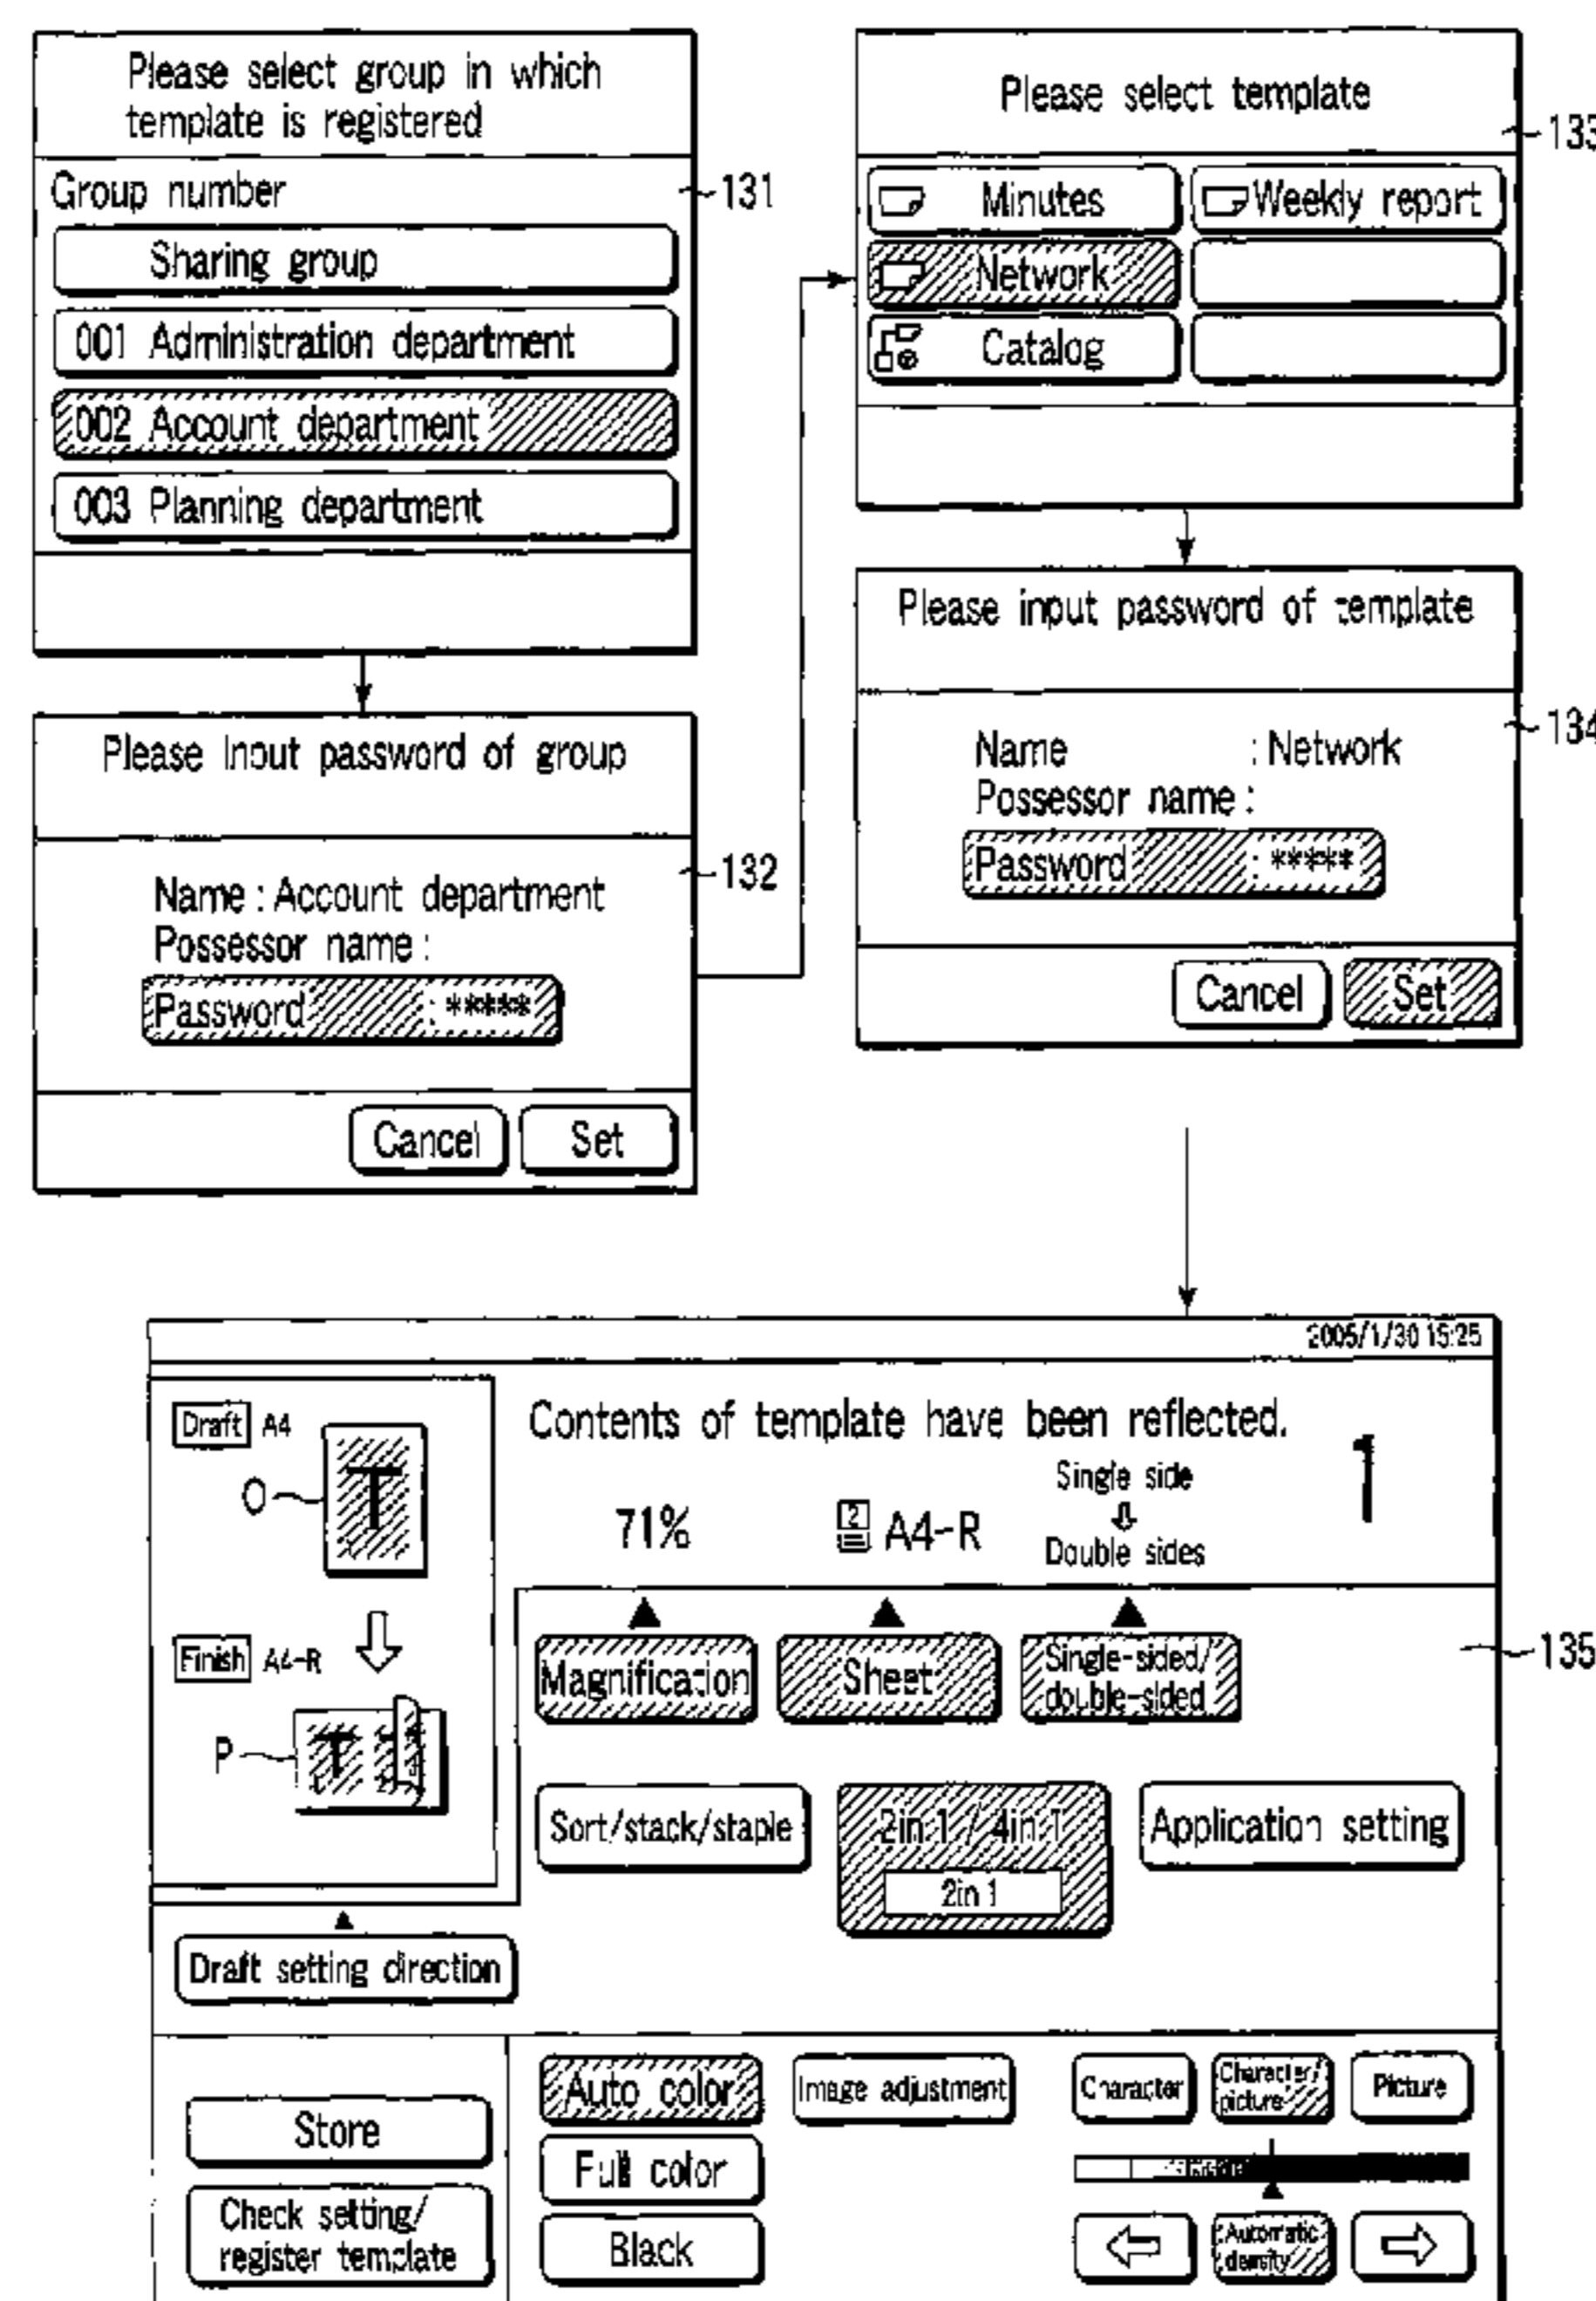 Please select group in which
template is registered
Group number
131
Sharing group
001 Administration department
002 Account department
003 Planning department
Please Input password of group
132
Name : Account department
Possessor name :
Password : *****
Cancel Set
Please select template
133
Minutes Weekly report
Network
Catalog
Please input password of template
134
Name : Network
Possessor name :
Password : *****
Cancel Set
2005/1/30 15:25
Draft A4
O
Finish A4-R
P
Contents of template have been reflected.
1
71% 2 A4-R
Single side
Double sides
135
Magnification Sheet Single-sided/
double-sided
Sort/stack/staple 2in 1 / 4in 1 Application setting
2in 1
Draft setting direction
Store
Check setting/
register template
Auto color Image adjustment
Full color
Black
Character Character/
picture Picture
Automatic
density
T
T